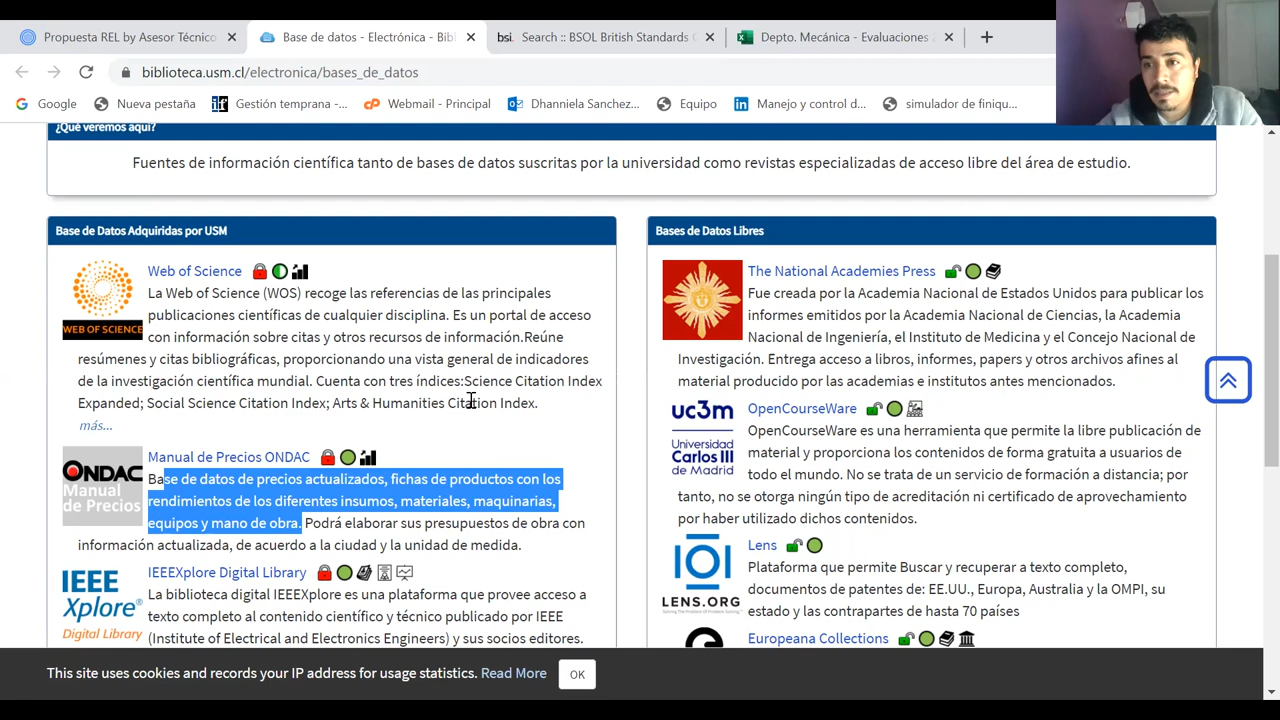 Propuesta REL by Asesor Técnico
Base de datos - Electrónica - Bib
bsi. Search :: BSOL British Standards
Depto. Mecánica - Evaluaciones
biblioteca.usm.cl/electronica/bases_de_datos
Google
Nueva pestaña
if Gestión temprana -...
cp Webmail - Principal
Dhanniela Sanchez...
Equipo
in Manejo y control d...
simulador de finiqu...
¿Qué veremos aquí?
Fuentes de información científica tanto de bases de datos suscritas por la universidad como revistas especializadas de acceso libre del área de estudio.
Base de Datos Adquiridas por USM
WEB OF SCIENCE
Web of Science
La Web of Science (WOS) recoge las referencias de las principales
publicaciones científicas de cualquier disciplina. Es un portal de acceso
con información sobre citas y otros recursos de información.Reúne
resúmenes y citas bibliográficas, proporcionando una vista general de indicadores
de la investigación científica mundial. Cuenta con tres índices:Science Citation Index
Expanded; Social Science Citation Index; Arts & Humanities Citation Index.
más...
ONDAC
Manual
de Precios
Manual de Precios ONDAC
Base de datos de precios actualizados, fichas de productos con los
rendimientos de los diferentes insumos, materiales, maquinarias,
equipos y mano de obra. Podrá elaborar sus presupuestos de obra con
información actualizada, de acuerdo a la ciudad y la unidad de medida.
IEEE
Xplore®
Digital Library
IEEEXplore Digital Library
La biblioteca digital IEEEXplore es una plataforma que provee acceso a
texto completo al contenido científico y técnico publicado por IEEE
(Institute of Electrical and Electronics Engineers) y sus socios editores.
Bases de Datos Libres
The National Academies Press
Fue creada por la Academia Nacional de Estados Unidos para publicar los
informes emitidos por la Academia Nacional de Ciencias, la Academia
Nacional de Ingeniería, el Instituto de Medicina y el Concejo Nacional de
Investigación. Entrega acceso a libros, informes, papers y otros archivos afines al
material producido por las academias e institutos antes mencionados.
uc3m
Universidad
Carlos III
de Madrid
OpenCourseWare
OpenCourseWare es una herramienta que permite la libre publicación de
material y proporciona los contenidos de forma gratuita a usuarios de
todo el mundo. No se trata de un servicio de formación a distancia; por
tanto, no se otorga ningún tipo de acreditación ni certificado de aprovechamiento
por haber utilizado dichos contenidos.
LENS.ORG
Lens
Plataforma que permite Buscar y recuperar a texto completo,
documentos de patentes de: EE.UU., Europa, Australia y la OMPI, su
estado y las contrapartes de hasta 70 países
Europeana Collections
This site uses cookies and records your IP address for usage statistics. Read More
OK